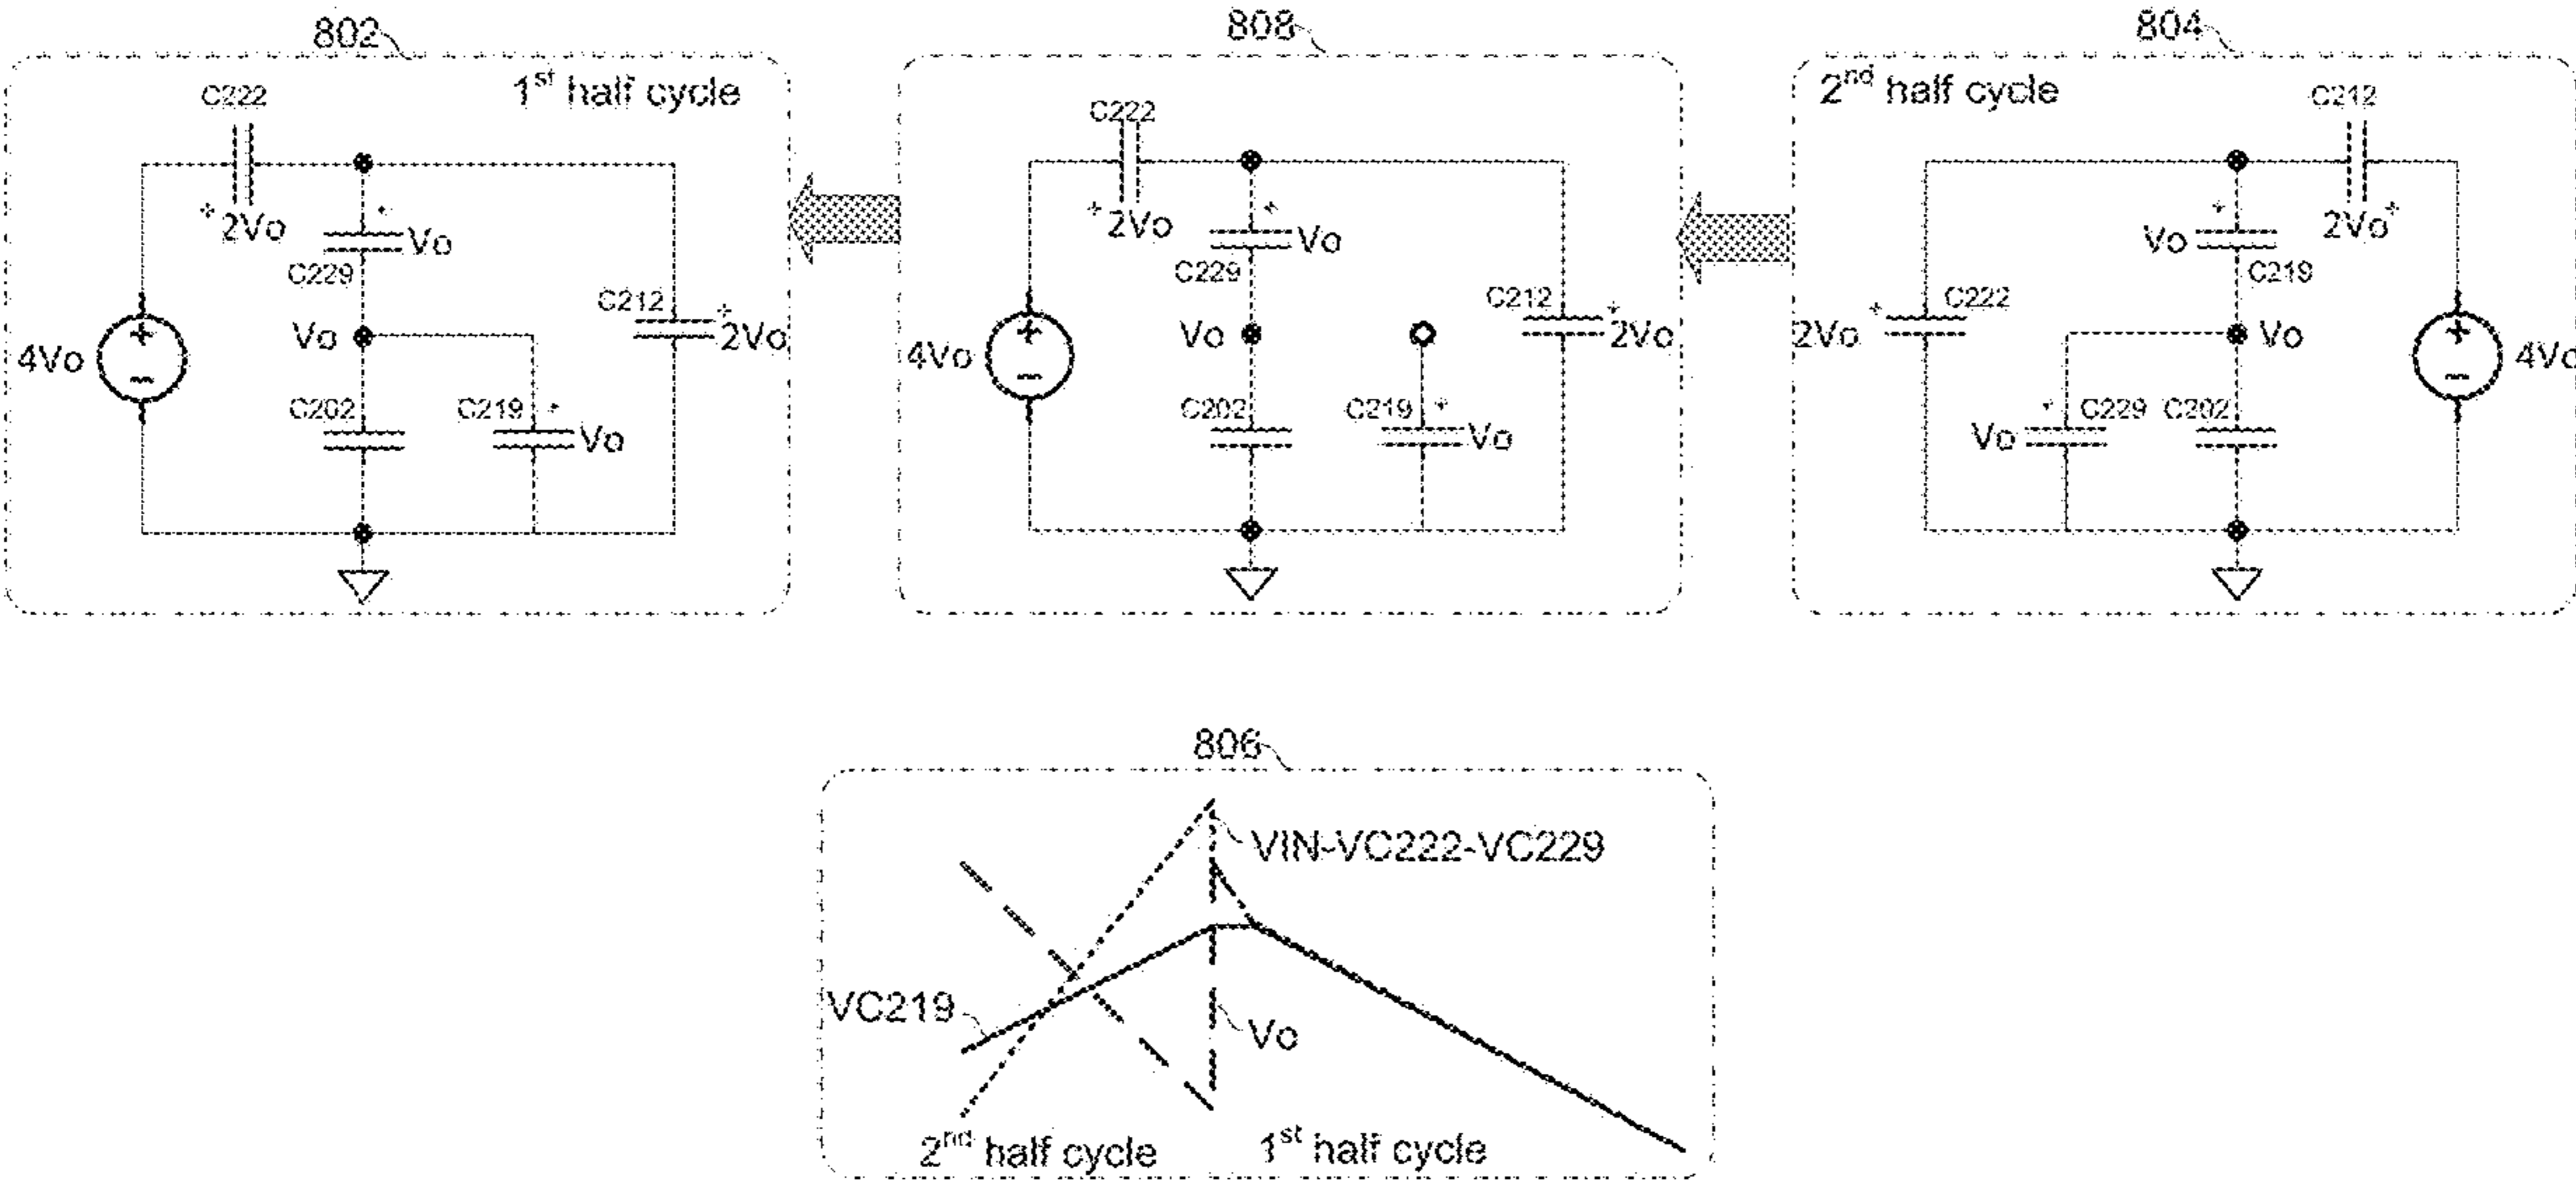 802
1st half cycle
C222
+
2Vo
+
Vo
C229
C212
+
2Vo
4Vo
+
−
Vo
C202
C219
+
Vo
808
C222
+
2Vo
+
Vo
C229
C212
+
2Vo
4Vo
+
−
Vo
C202
C219
+
Vo
804
2nd half cycle
C212
2Vo
+
+
Vo
C219
+
C222
2Vo
Vo
+
−
4Vo
+
C229
C202
Vo
806
VIN-VC222-VC229
VC219
Vo
2nd half cycle
1st half cycle